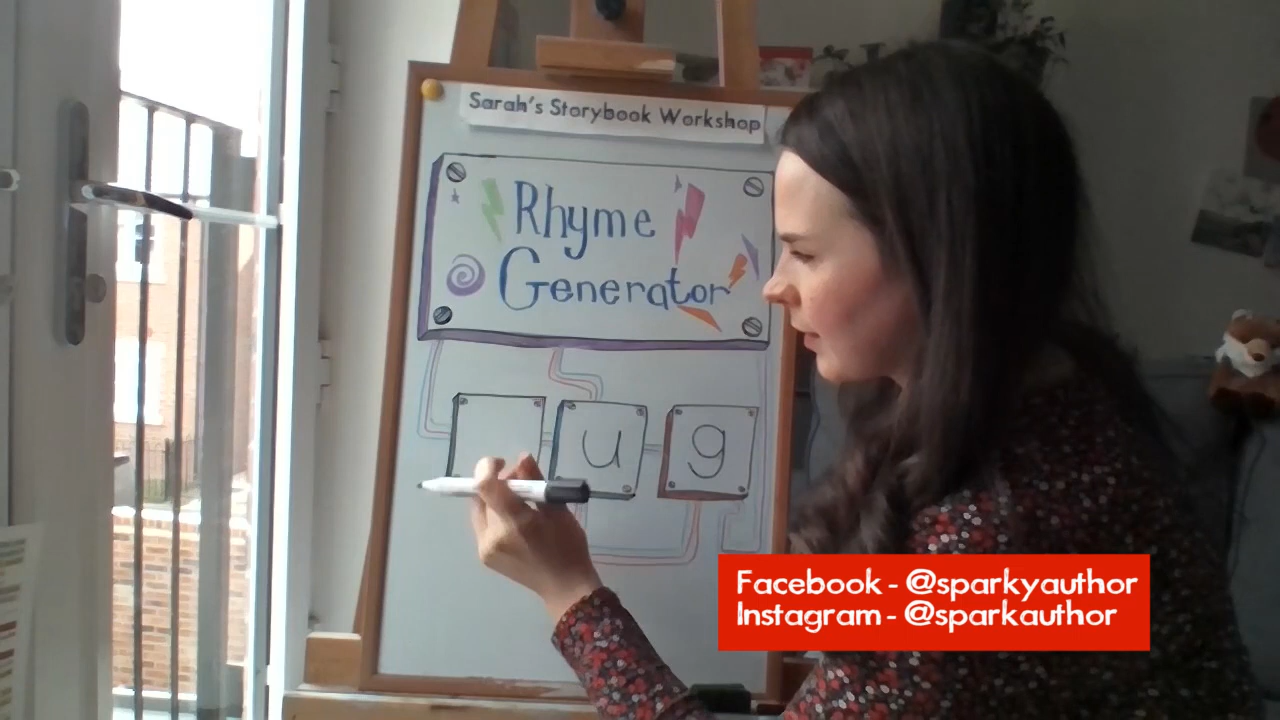 Sarah's Storybook Workshop
Rhyme
Generator
u g
Facebook - @sparkyauthor
Instagram - @sparkauthor